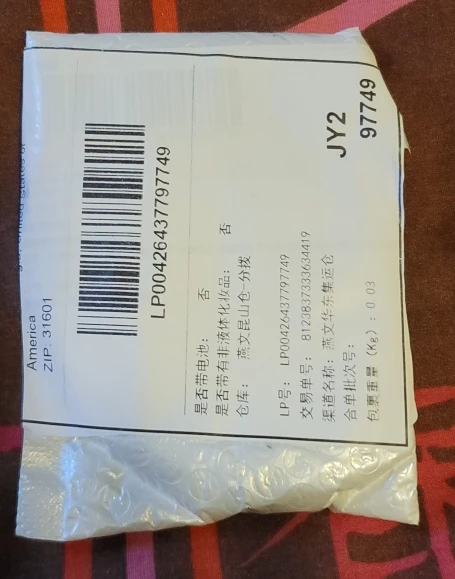 America
ZIP. 31601
LP00426437797749
是否带电池： 否
是否带有非液体化妆品： 否
仓库： 燕文昆山仓-分拨
LP号： LP00426437797749
交易单号： 8123837333634419
渠道名称：燕文华东集运仓
合单批次号：
包裹重量（Kg）：0.03
JY2
97749